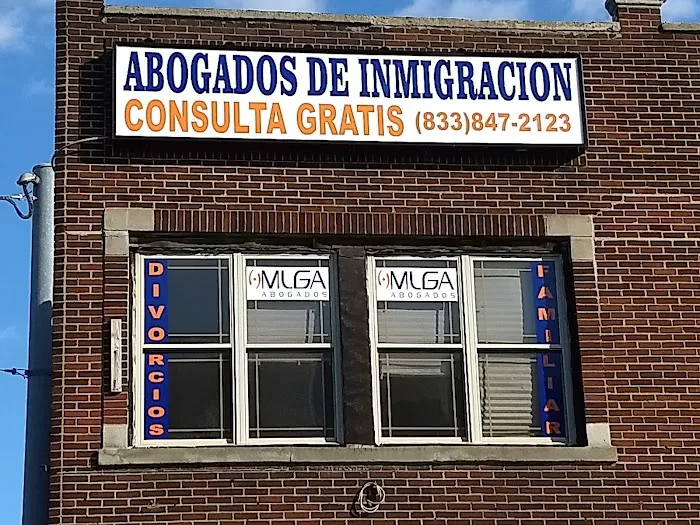 ABOGADOS DE INMIGRACION
CONSULTA GRATIS (833)847-2123
DIVORCIOS
MLGA
ABOGADOS
MLGA
ABOGADOS
FAMILIAR